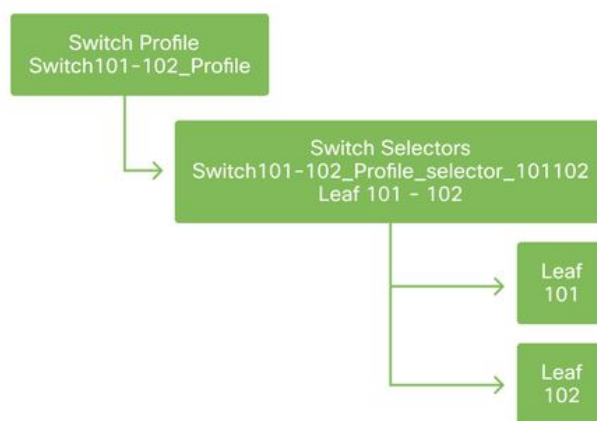 Switch Profile
Switch101-102_Profile
Switch Selectors
Switch101-102_Profile_selector_101102
Leaf 101 - 102
Leaf
101
Leaf
102